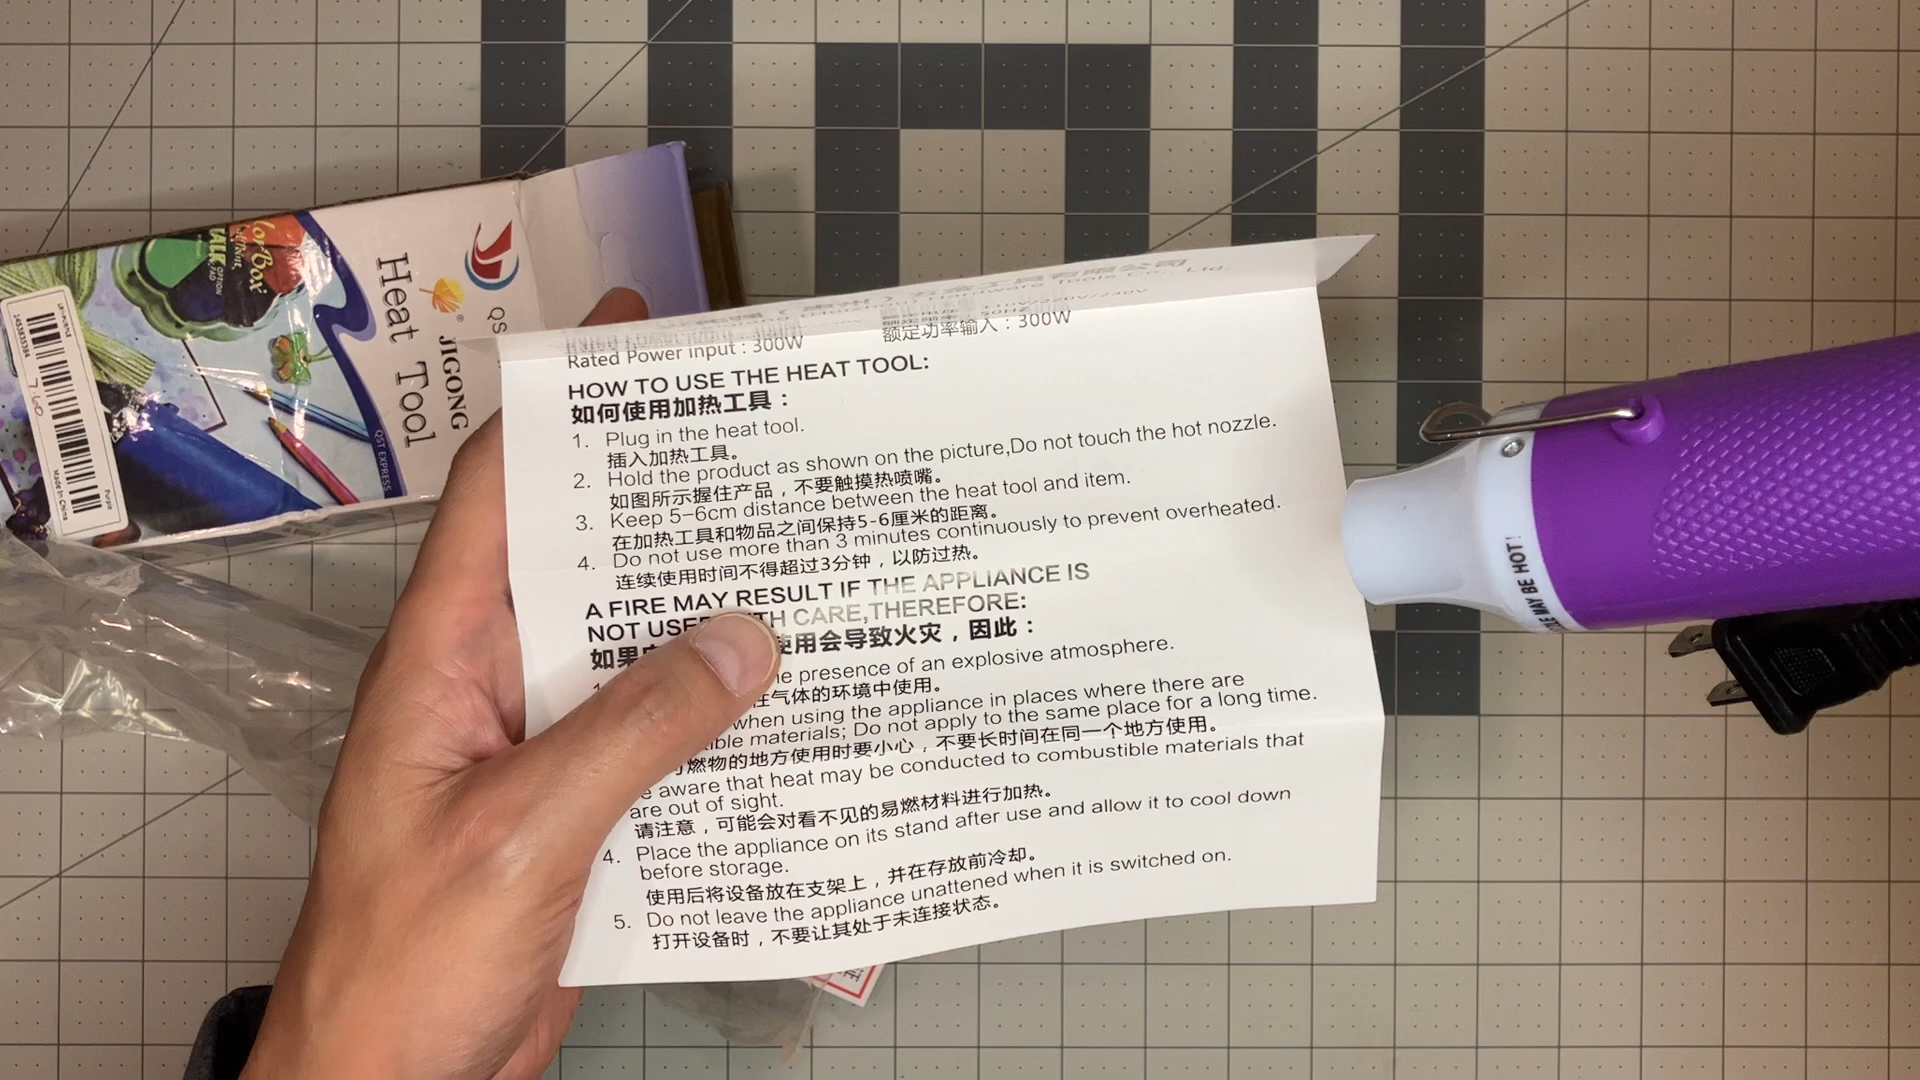 Rated Power Input : 300W
额定功率输入：300W
HOW TO USE THE HEAT TOOL:
如何使用加热工具：
1. Plug in the heat tool.
插入加热工具。
2. Hold the product as shown on the picture,Do not touch the hot nozzle.
如图所示握住产品，不要触摸热喷嘴。
3. Keep 5-6cm distance between the heat tool and item.
在加热工具和物品之间保持5-6厘米的距离。
4. Do not use more than 3 minutes continuously to prevent overheated.
连续使用时间不得超过3分钟，以防过热。
A FIRE MAY RESULT IF THE APPLIANCE IS
NOT USED WITH CARE,THEREFORE:
如果 使用会导致火灾，因此：
presence of an explosive atmosphere.
气体的环境中使用。
when using the appliance in places where there are
materials; Do not apply to the same place for a long time.
燃物的地方使用时要小心，不要长时间在同一个地方使用。
aware that heat may be conducted to combustible materials that
are out of sight.
请注意，可能会对看不见的易燃材料进行加热。
4. Place the appliance on its stand after use and allow it to cool down
before storage.
使用后将设备放在支架上，并在存放前冷却。
5. Do not leave the appliance unattened when it is switched on.
打开设备时，不要让其处于未连接状态。
Heat Tool
JIGONG
®
QS
QST EXPRESS
Made In China
Purple
MAY BE HOT!